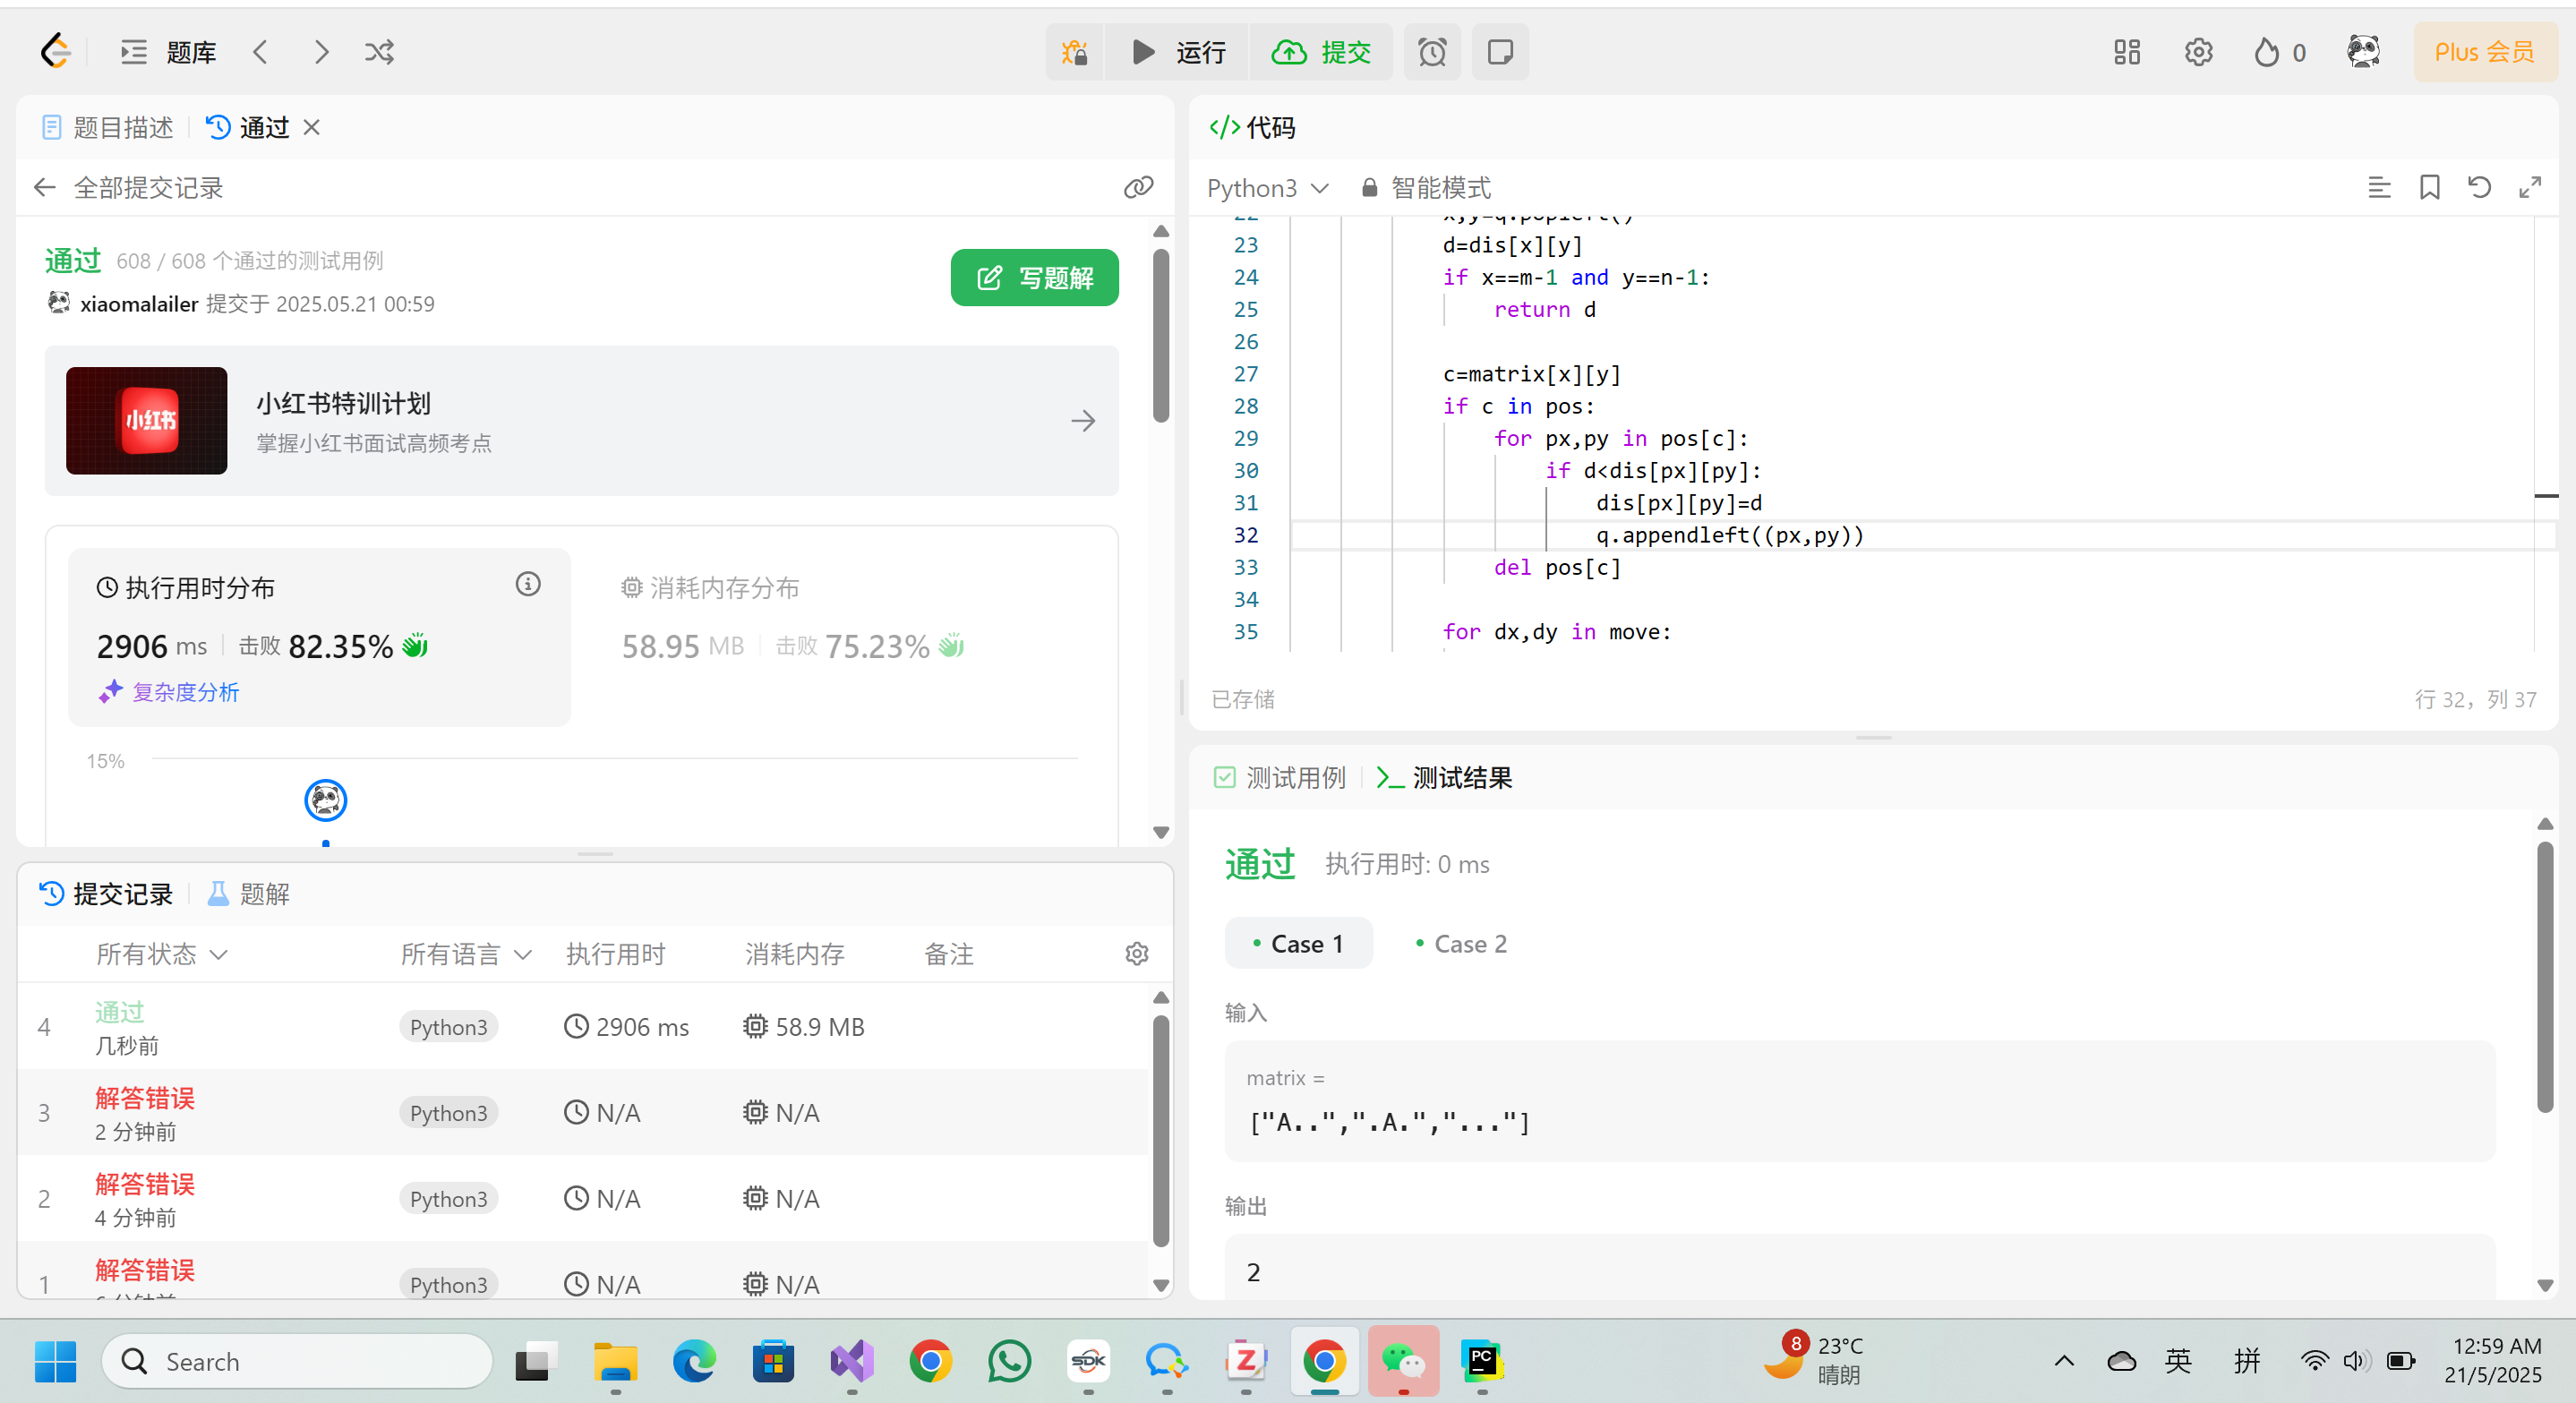 题库
运行
提交
0
Plus 会员
题目描述
通过
全部提交记录
通过 608 / 608 个通过的测试用例
xiaomalailer 提交于 2025.05.21 00:59
写题解
小红书
小红书特训计划
掌握小红书面试高频考点
执行用时分布
2906 ms 击败 82.35%
复杂度分析
消耗内存分布
58.95 MB 击败 75.23%
15%
提交记录
题解
所有状态 所有语言 执行用时 消耗内存 备注
4 通过 Python3 2906 ms 58.9 MB
几秒前
3 解答错误 Python3 N/A N/A
2 分钟前
2 解答错误 Python3 N/A N/A
4 分钟前
1 解答错误 Python3 N/A N/A
代码
Python3 智能模式
22 x,y=q.popleft()
23 d=dis[x][y]
24 if x==m-1 and y==n-1:
25 return d
26
27 c=matrix[x][y]
28 if c in pos:
29 for px,py in pos[c]:
30 if d<dis[px][py]:
31 dis[px][py]=d
32 q.appendleft((px,py))
33 del pos[c]
34
35 for dx,dy in move:
已存储
行 32，列 37
测试用例
测试结果
通过 执行用时: 0 ms
Case 1 Case 2
输入
matrix =
["A..",".A.","..."]
输出
2
Search
SDK
Z
PC
8
23°C
晴朗
英
拼
12:59 AM
21/5/2025